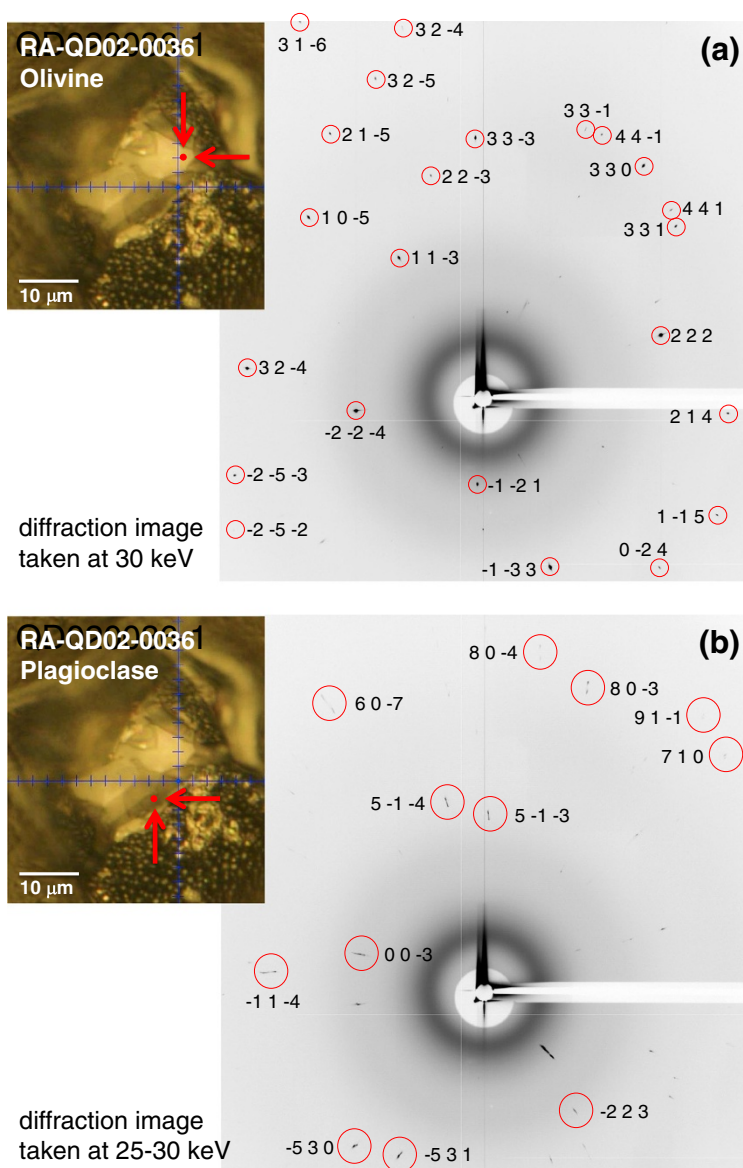 (a)
RA-QD02-0036
Olivine
10 μm
3 1 -6
3 2 -4
3 2 -5
2 1 -5
3 3 -3
3 3 -1
4 4 -1
3 3 0
2 2 -3
4 4 1
3 3 1
1 0 -5
1 1 -3
2 2 2
3 2 -4
-2 -2 -4
2 1 4
-2 -5 -3
-1 -2 1
-2 -5 -2
1 -1 5
0 -2 4
-1 -3 3
diffraction image
taken at 30 keV
(b)
RA-QD02-0036
Plagioclase
10 μm
8 0 -4
8 0 -3
6 0 -7
9 1 -1
7 1 0
5 -1 -4
5 -1 -3
0 0 -3
-1 1 -4
-2 2 3
-5 3 0
-5 3 1
diffraction image
taken at 25-30 keV